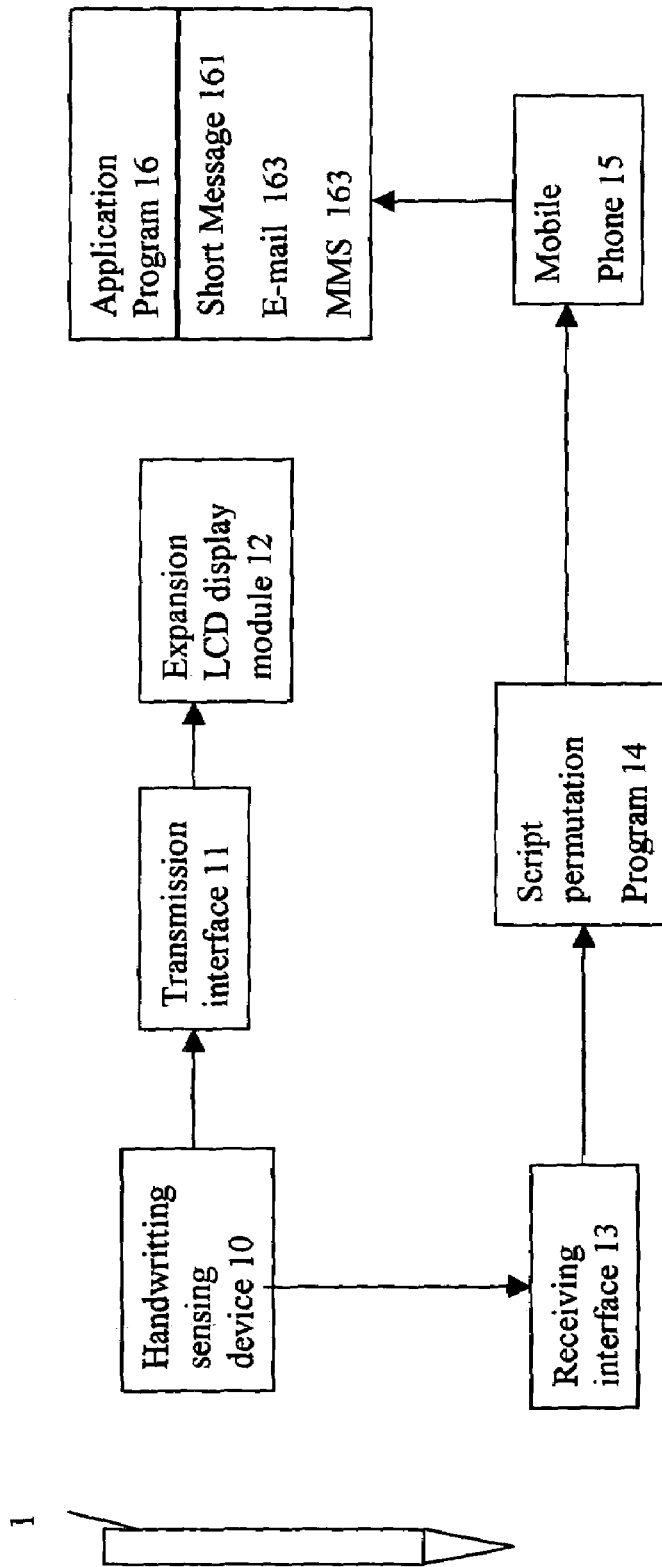 1
Handwritting
sensing
device 10
Transmission
interface 11
Expansion
LCD display
module 12
Application
Program 16
Short Message 161
E-mail 163
MMS 163
Receiving
interface 13
Script
permutation
Program 14
Mobile
Phone 15